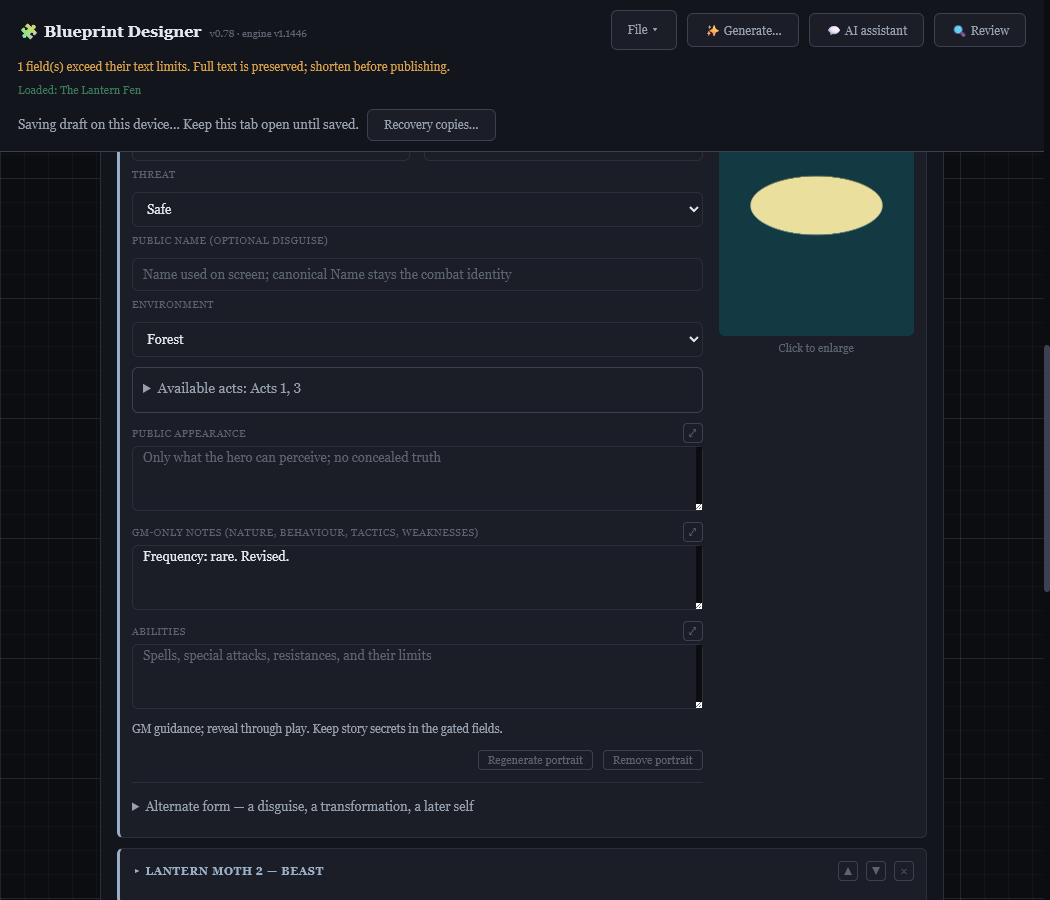 Blueprint Designer v0.78 · engine v1.1446
File ▾
Generate...
AI assistant
Review
1 field(s) exceed their text limits. Full text is preserved; shorten before publishing.
Loaded: The Lantern Fen
Saving draft on this device... Keep this tab open until saved.
Recovery copies...
THREAT
Safe
PUBLIC NAME (OPTIONAL DISGUISE)
Name used on screen; canonical Name stays the combat identity
ENVIRONMENT
Forest
Click to enlarge
▶ Available acts: Acts 1, 3
PUBLIC APPEARANCE
Only what the hero can perceive; no concealed truth
GM-ONLY NOTES (NATURE, BEHAVIOUR, TACTICS, WEAKNESSES)
Frequency: rare. Revised.
ABILITIES
Spells, special attacks, resistances, and their limits
GM guidance; reveal through play. Keep story secrets in the gated fields.
Regenerate portrait
Remove portrait
▶ Alternate form — a disguise, a transformation, a later self
▸ LANTERN MOTH 2 — BEAST